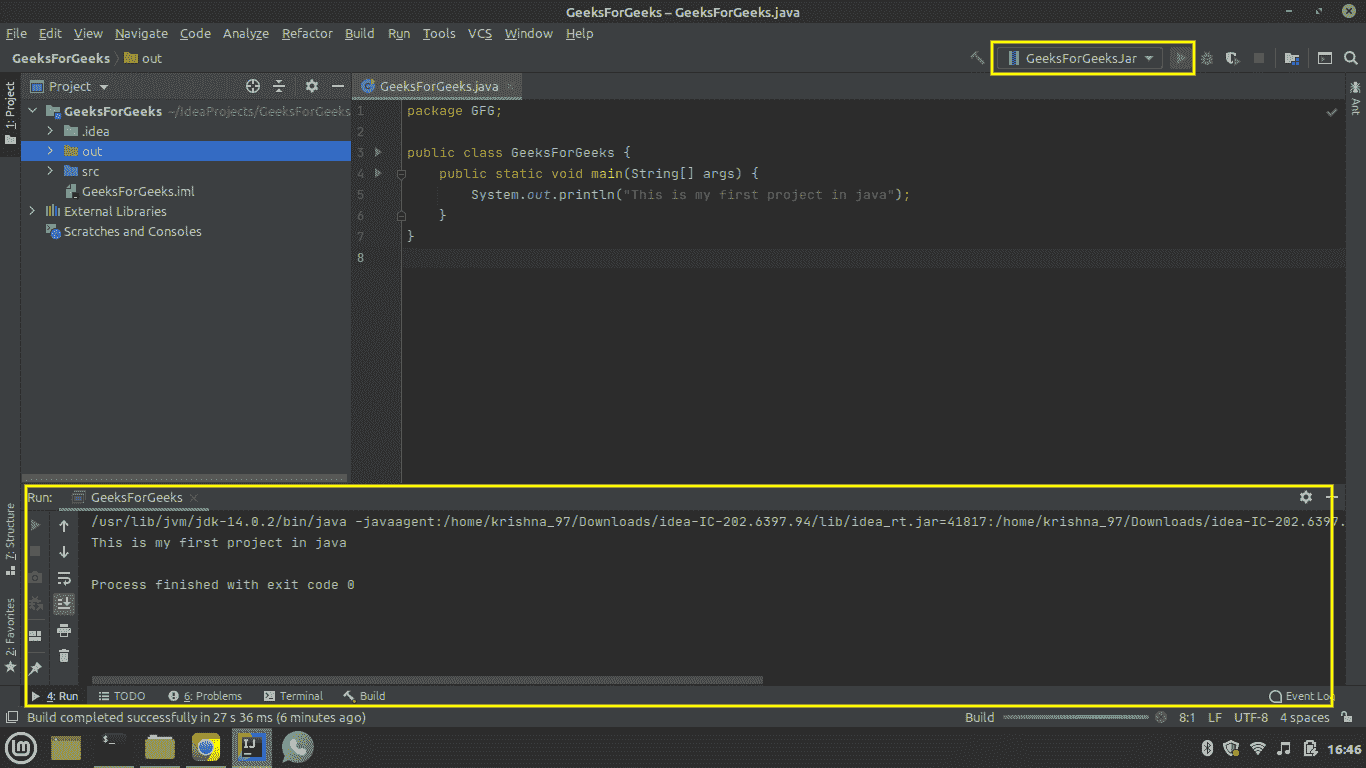 GeeksForGeeks – GeeksForGeeks.java
File Edit View Navigate Code Analyze Refactor Build Run Tools VCS Window Help
GeeksForGeeks out
GeeksForGeeksJar
1: Project
Project
GeeksForGeeks.java
Ant
GeeksForGeeks ~/IdeaProjects/GeeksForGeeks
.idea
out
src
GeeksForGeeks.iml
External Libraries
Scratches and Consoles
1 package GFG;
2
3 public class GeeksForGeeks {
4 public static void main(String[] args) {
5 System.out.println("This is my first project in java");
6 }
7 }
8
Run: GeeksForGeeks
/usr/lib/jvm/jdk-14.0.2/bin/java -javaagent:/home/krishna_97/Downloads/idea-IC-202.6397.94/lib/idea_rt.jar=41817:/home/krishna_97/Downloads/idea-IC-202.6397.
This is my first project in java
Process finished with exit code 0
7: Structure
2: Favorites
4: Run TODO 6: Problems Terminal Build Event Log
Build completed successfully in 27 s 36 ms (6 minutes ago) Build 8:1 LF UTF-8 4 spaces
$_
IJ
16:46